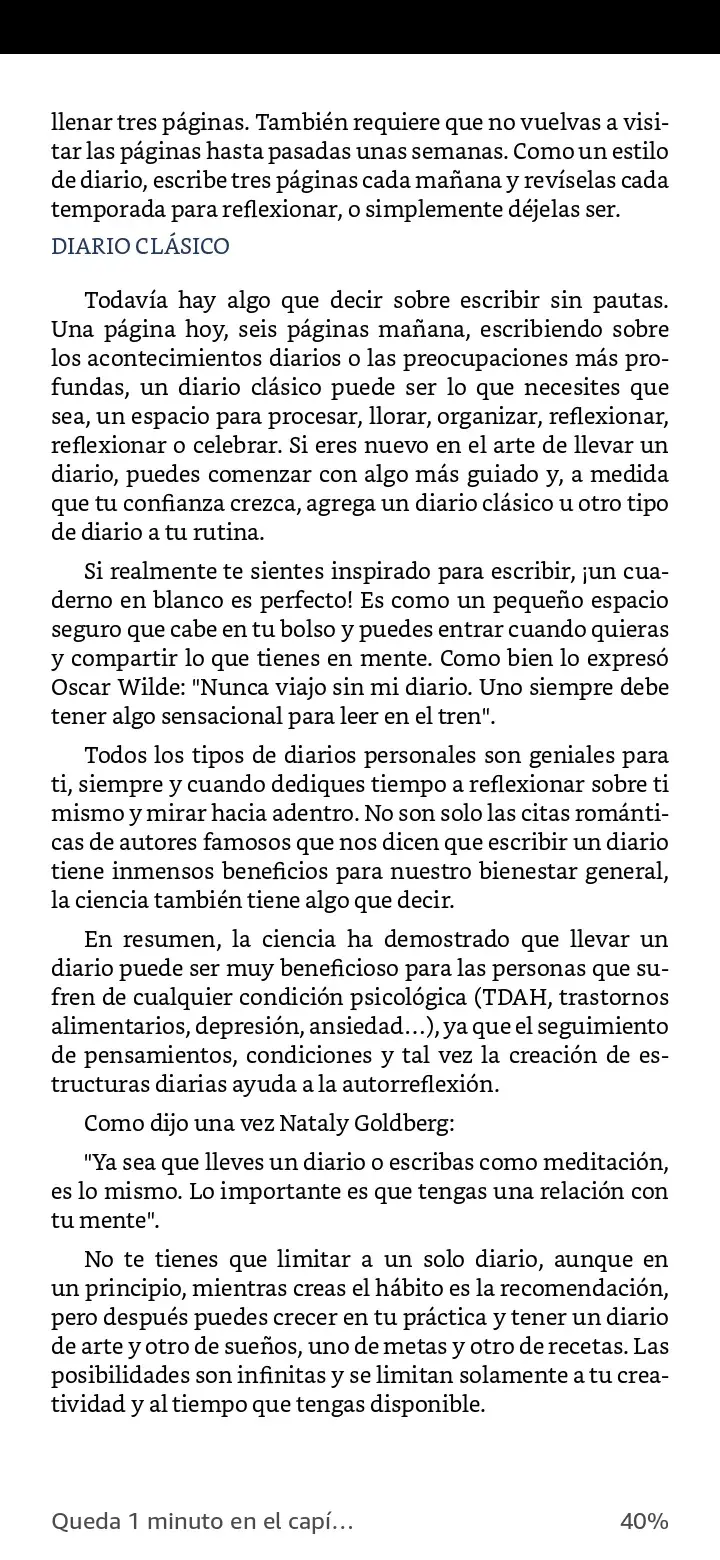 llenar tres páginas. También requiere que no vuelvas a visi-
tar las páginas hasta pasadas unas semanas. Como un estilo
de diario, escribe tres páginas cada mañana y revíselas cada
temporada para reflexionar, o simplemente déjelas ser.
DIARIO CLÁSICO
Todavía hay algo que decir sobre escribir sin pautas.
Una página hoy, seis páginas mañana, escribiendo sobre
los acontecimientos diarios o las preocupaciones más pro-
fundas, un diario clásico puede ser lo que necesites que
sea, un espacio para procesar, llorar, organizar, reflexionar,
reflexionar o celebrar. Si eres nuevo en el arte de llevar un
diario, puedes comenzar con algo más guiado y, a medida
que tu confianza crezca, agrega un diario clásico u otro tipo
de diario a tu rutina.
Si realmente te sientes inspirado para escribir, ¡un cua-
derno en blanco es perfecto! Es como un pequeño espacio
seguro que cabe en tu bolso y puedes entrar cuando quieras
y compartir lo que tienes en mente. Como bien lo expresó
Oscar Wilde: "Nunca viajo sin mi diario. Uno siempre debe
tener algo sensacional para leer en el tren".
Todos los tipos de diarios personales son geniales para
ti, siempre y cuando dediques tiempo a reflexionar sobre ti
mismo y mirar hacia adentro. No son solo las citas románti-
cas de autores famosos que nos dicen que escribir un diario
tiene inmensos beneficios para nuestro bienestar general,
la ciencia también tiene algo que decir.
En resumen, la ciencia ha demostrado que llevar un
diario puede ser muy beneficioso para las personas que su-
fren de cualquier condición psicológica (TDAH, trastornos
alimentarios, depresión, ansiedad...), ya que el seguimiento
de pensamientos, condiciones y tal vez la creación de es-
tructuras diarias ayuda a la autorreflexión.
Como dijo una vez Nataly Goldberg:
"Ya sea que lleves un diario o escribas como meditación,
es lo mismo. Lo importante es que tengas una relación con
tu mente".
No te tienes que limitar a un solo diario, aunque en
un principio, mientras creas el hábito es la recomendación,
pero después puedes crecer en tu práctica y tener un diario
de arte y otro de sueños, uno de metas y otro de recetas. Las
posibilidades son infinitas y se limitan solamente a tu crea-
tividad y al tiempo que tengas disponible.
Queda 1 minuto en el capí...
40%